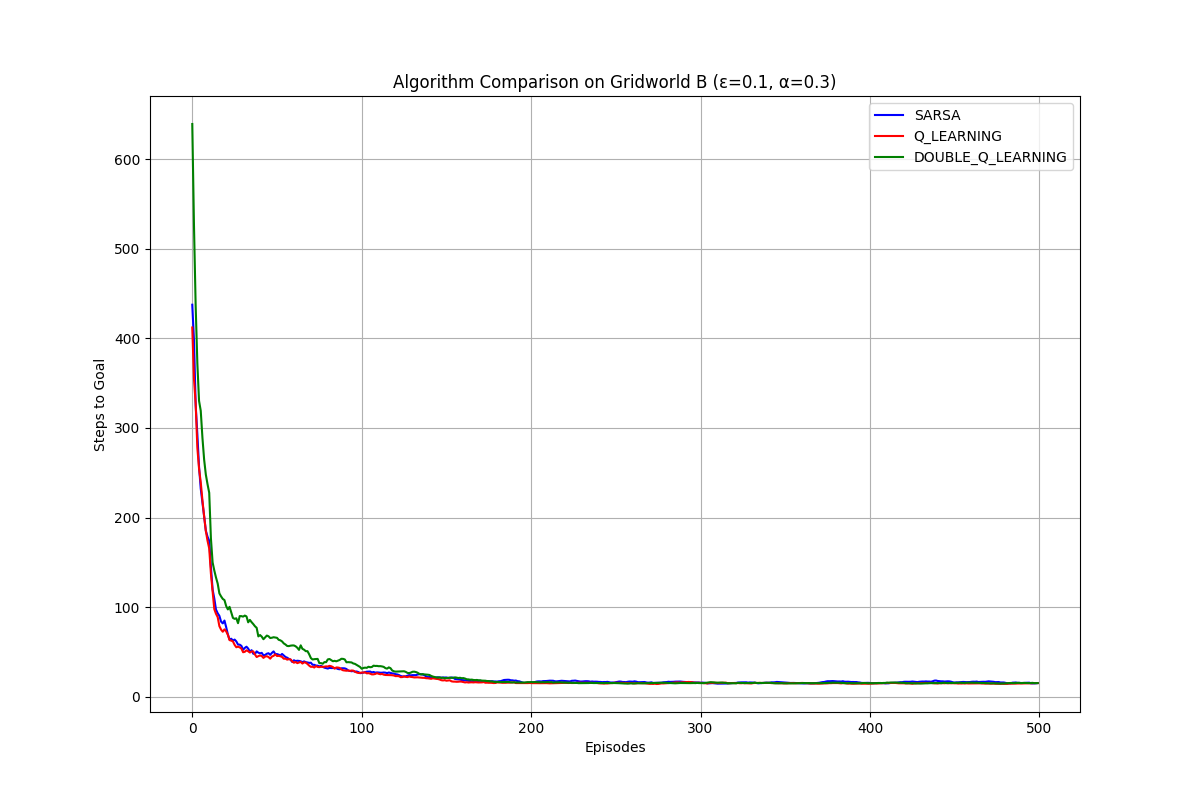 Algorithm Comparison on Gridworld B (ε=0.1, α=0.3)
SARSA
Q_LEARNING
DOUBLE_Q_LEARNING
Steps to Goal
600
500
400
300
200
100
0
0 100 200 300 400 500
Episodes